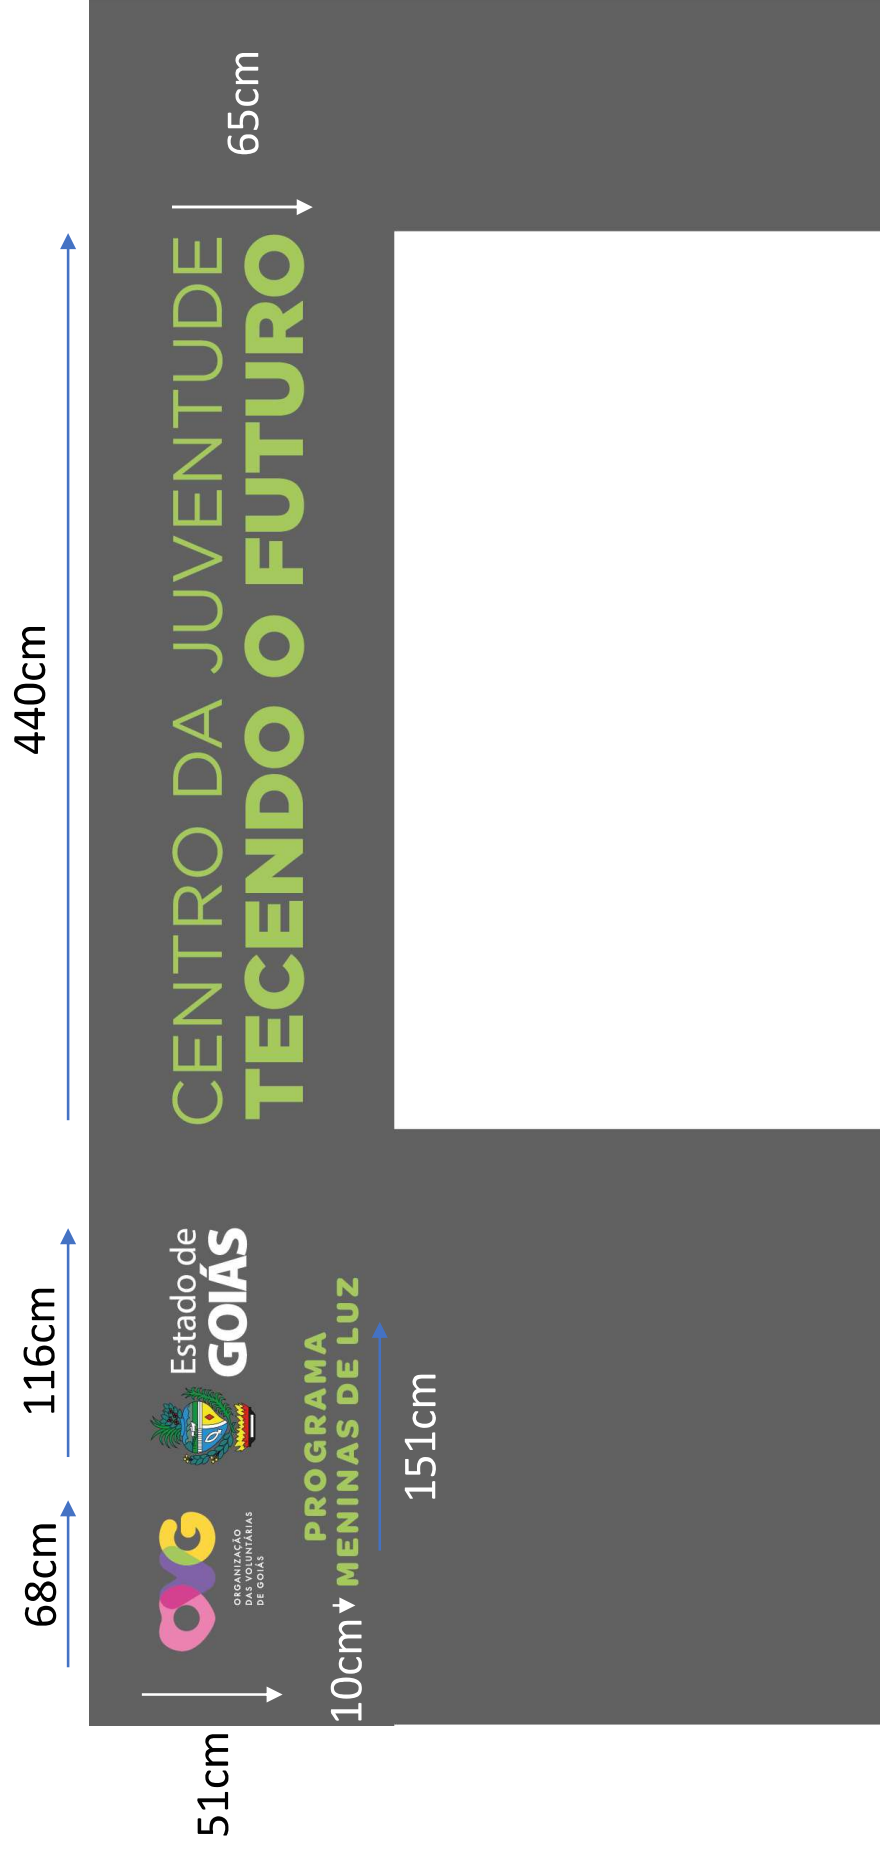 68cm
116cm
440cm
51cm
OVG
ORGANIZAÇÃO
DAS VOLUNTÁRIAS
DE GOIÁS
Estado de
GOIÁS
CENTRO DA JUVENTUDE
TECENDO O FUTURO
65cm
10cm
PROGRAMA
MENINAS DE LUZ
151cm